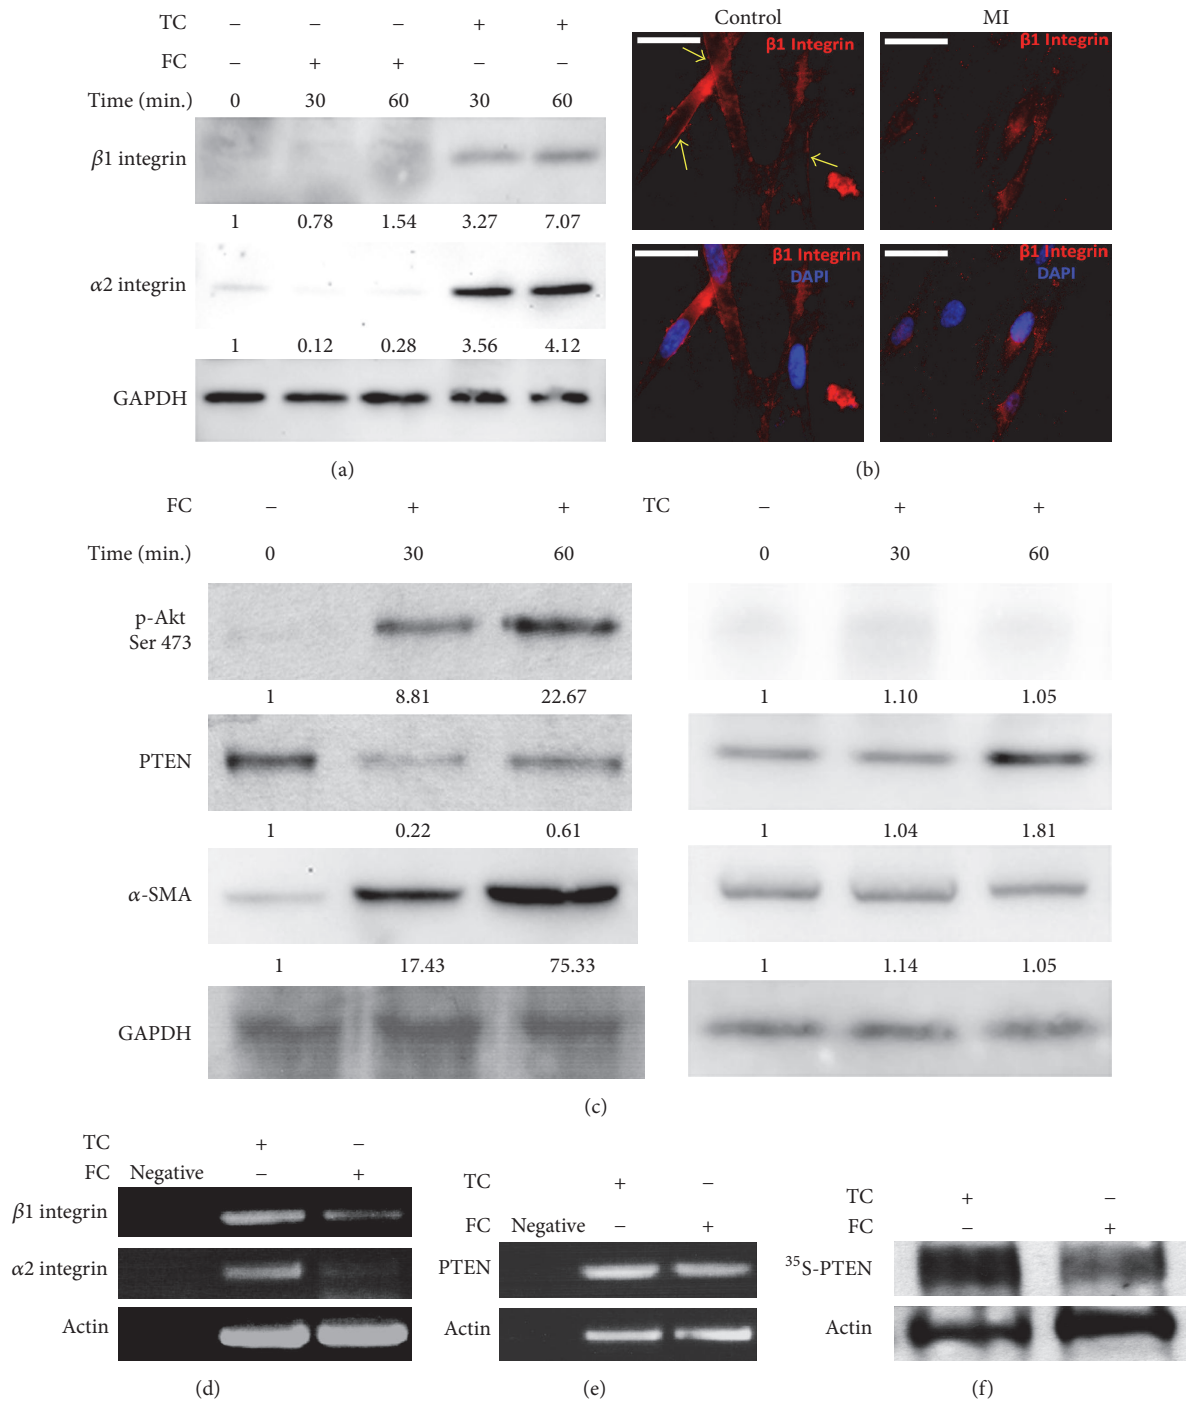 TC − − − + +
FC − + + − −
Time (min.) 0 30 60 30 60
β1 integrin
1 0.78 1.54 3.27 7.07
α2 integrin
1 0.12 0.28 3.56 4.12
GAPDH
(a)
Control MI
β1 Integrin β1 Integrin
β1 Integrin β1 Integrin
DAPI DAPI
(b)
FC − + + TC − + +
Time (min.) 0 30 60 0 30 60
p-Akt
Ser 473
1 8.81 22.67 1 1.10 1.05
PTEN
1 0.22 0.61 1 1.04 1.81
α-SMA
1 17.43 75.33 1 1.14 1.05
GAPDH
(c)
TC + −
FC Negative − +
β1 integrin
α2 integrin
Actin
(d)
TC + −
FC Negative − +
PTEN
Actin
(e)
TC + −
FC − +
³⁵S-PTEN
Actin
(f)